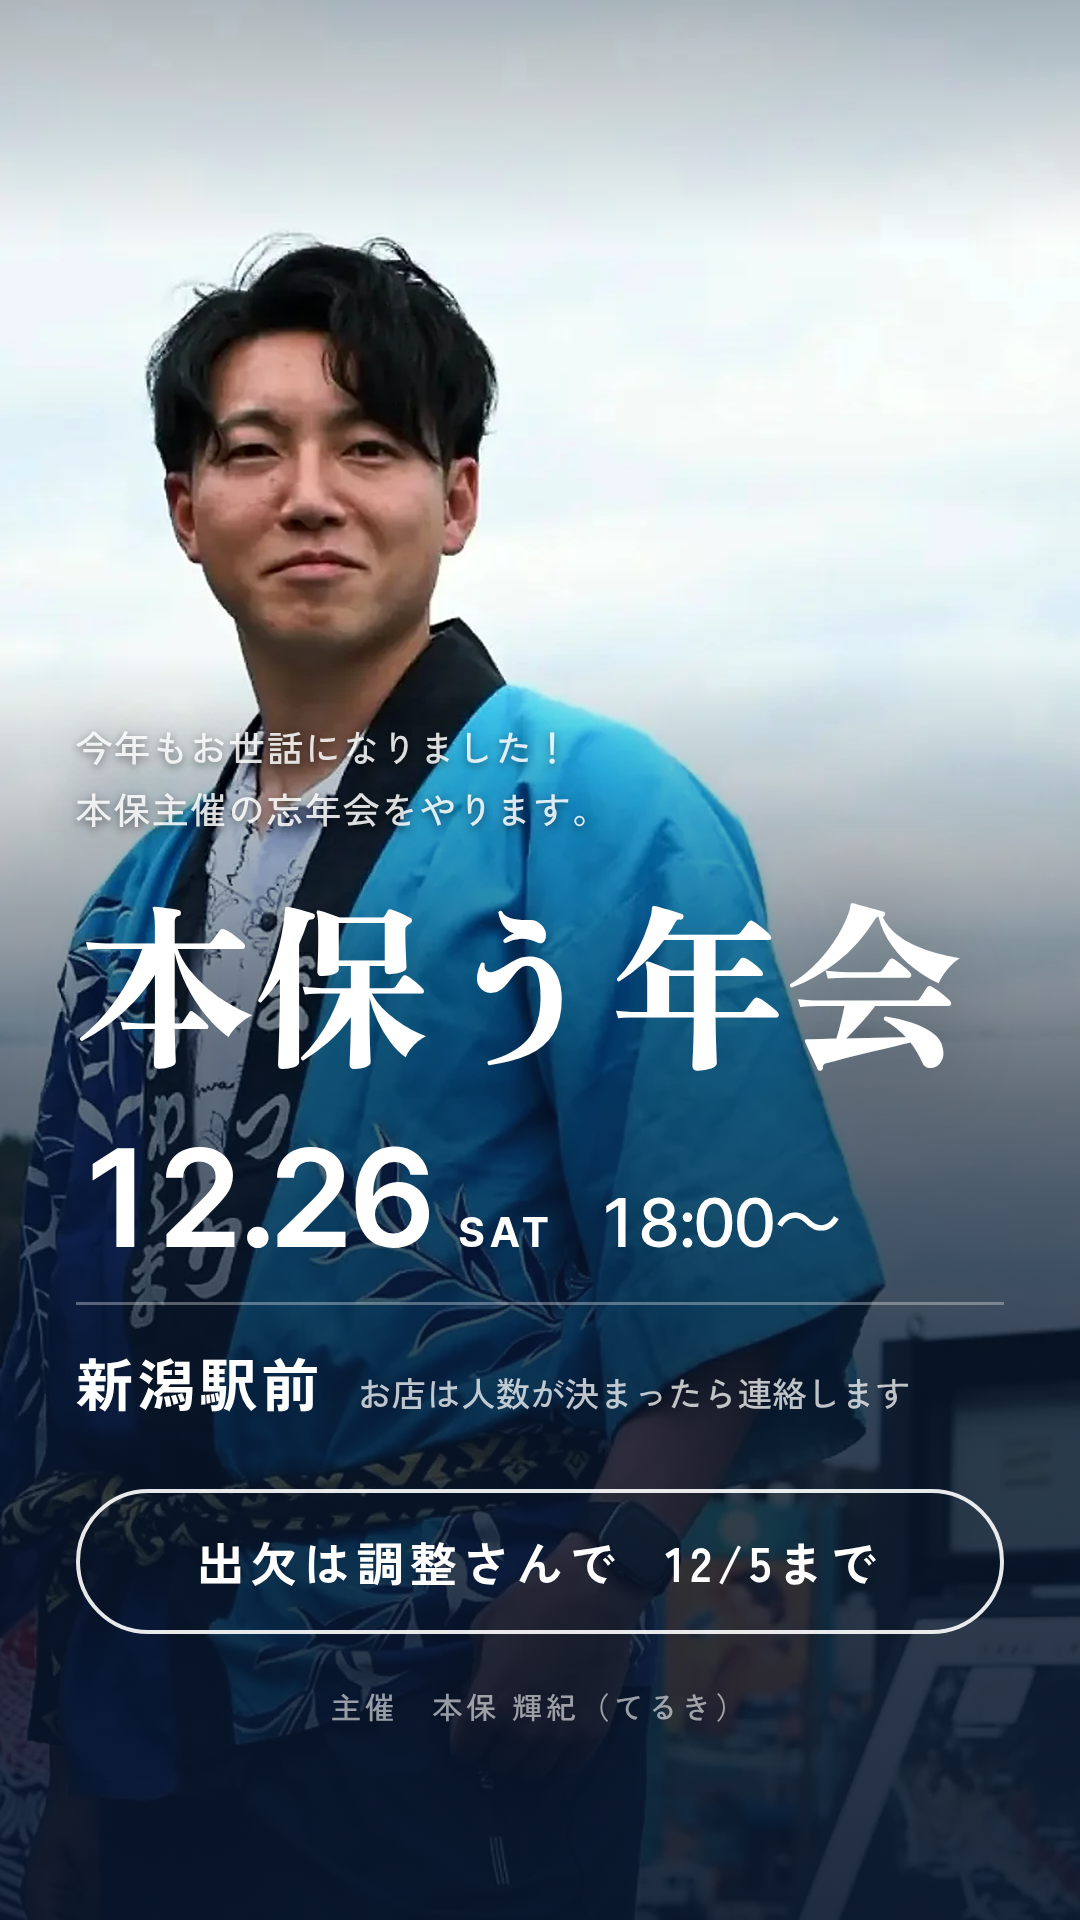 今年もお世話になりました！
本保主催の忘年会をやります。
本保う年会
12.26 SAT 18:00〜
新潟駅前 お店は人数が決まったら連絡します
出欠は調整さんで 12/5まで
主催 本保 輝紀（てるき）